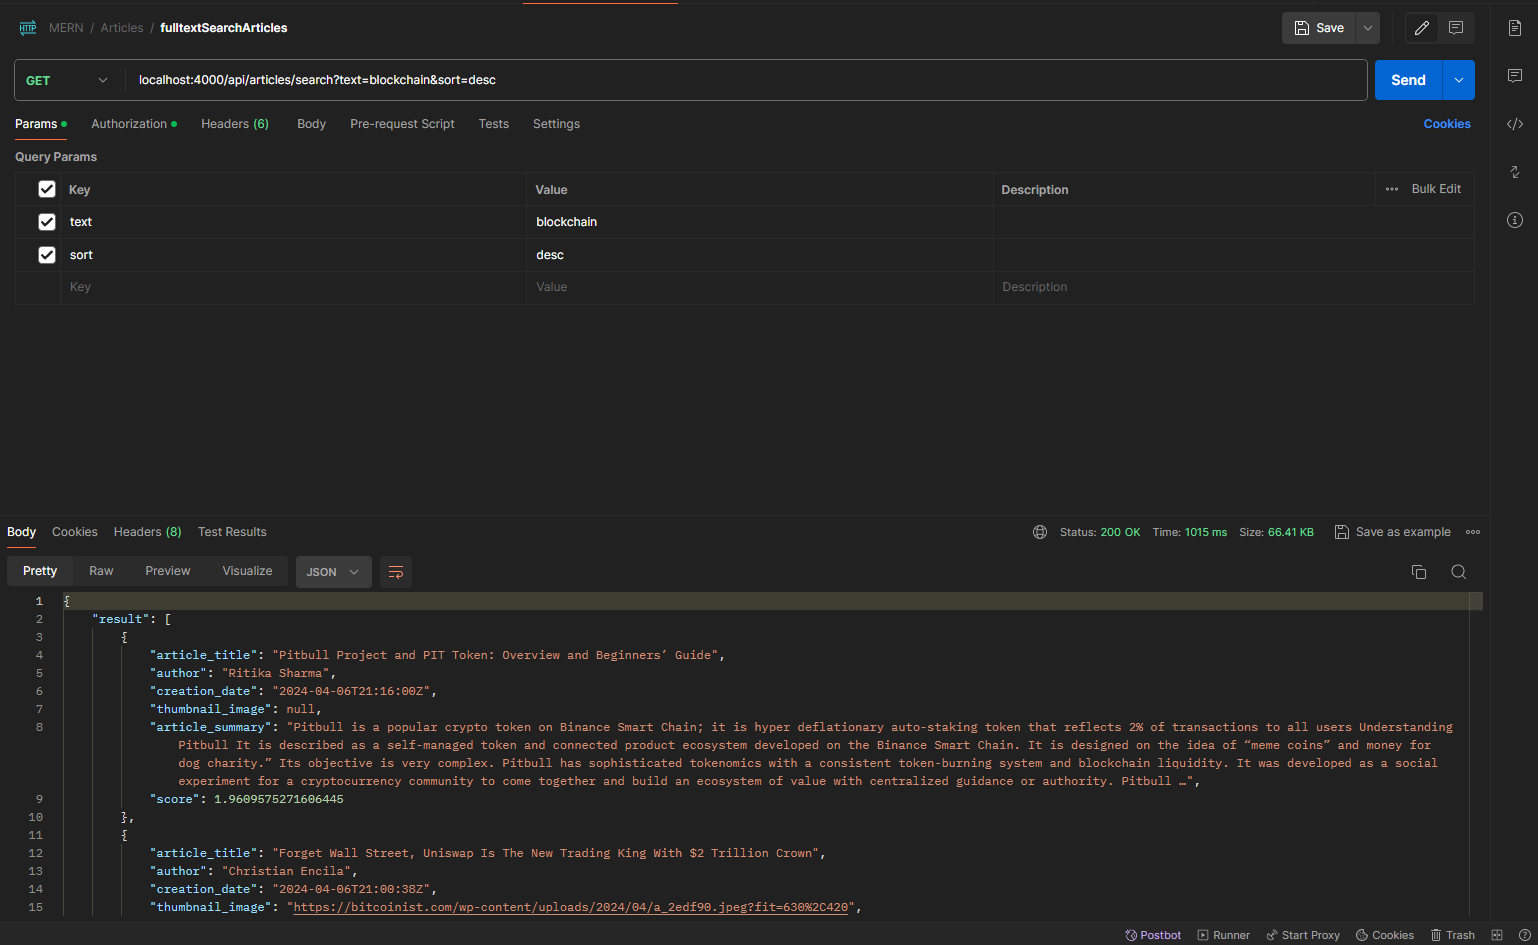 HTTP MERN / Articles / fulltextSearchArticles Save
GET localhost:4000/api/articles/search?text=blockchain&sort=desc Send
Params Authorization Headers (6) Body Pre-request Script Tests Settings Cookies
Query Params
Key Value Description Bulk Edit
text blockchain
sort desc
Key Value Description
Body Cookies Headers (8) Test Results Status: 200 OK Time: 1015 ms Size: 66.41 KB Save as example
Pretty Raw Preview Visualize JSON
1 {
2 "result": [
3 {
4 "article_title": "Pitbull Project and PIT Token: Overview and Beginners’ Guide",
5 "author": "Ritika Sharma",
6 "creation_date": "2024-04-06T21:16:00Z",
7 "thumbnail_image": null,
8 "article_summary": "Pitbull is a popular crypto token on Binance Smart Chain; it is hyper deflationary auto-staking token that reflects 2% of transactions to all users Understanding
Pitbull It is described as a self-managed token and connected product ecosystem developed on the Binance Smart Chain. It is designed on the idea of “meme coins” and money for
dog charity.” Its objective is very complex. Pitbull has sophisticated tokenomics with a consistent token-burning system and blockchain liquidity. It was developed as a social
experiment for a cryptocurrency community to come together and build an ecosystem of value with centralized guidance or authority. Pitbull …",
9 "score": 1.9609575271606445
10 },
11 {
12 "article_title": "Forget Wall Street, Uniswap Is The New Trading King With $2 Trillion Crown",
13 "author": "Christian Encila",
14 "creation_date": "2024-04-06T21:00:38Z",
15 "thumbnail_image": "https://bitcoinist.com/wp-content/uploads/2024/04/a_2edf90.jpeg?fit=630%2C420",
Postbot Runner Start Proxy Cookies Trash